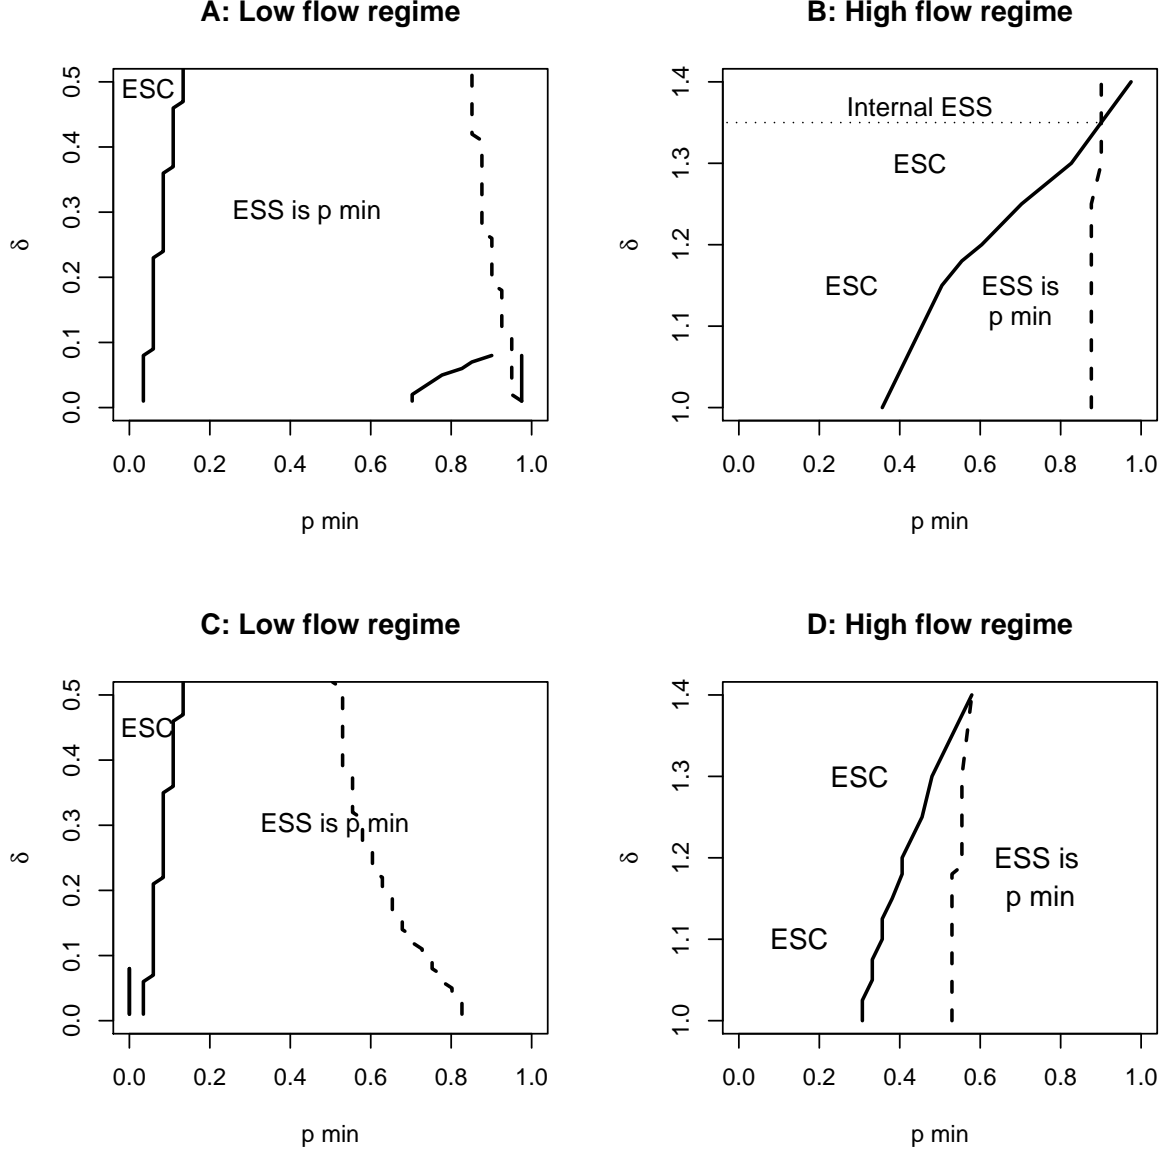 A: Low flow regime
ESC
ESS is p min
δ
0.0 0.1 0.2 0.3 0.4 0.5
0.0 0.2 0.4 0.6 0.8 1.0
p min
B: High flow regime
Internal ESS
ESC
ESC
ESS is
p min
δ
1.0 1.1 1.2 1.3 1.4
0.0 0.2 0.4 0.6 0.8 1.0
p min
C: Low flow regime
ESC
ESS is p min
δ
0.0 0.1 0.2 0.3 0.4 0.5
0.0 0.2 0.4 0.6 0.8 1.0
p min
D: High flow regime
ESC
ESS is
p min
ESC
δ
1.0 1.1 1.2 1.3 1.4
0.0 0.2 0.4 0.6 0.8 1.0
p min